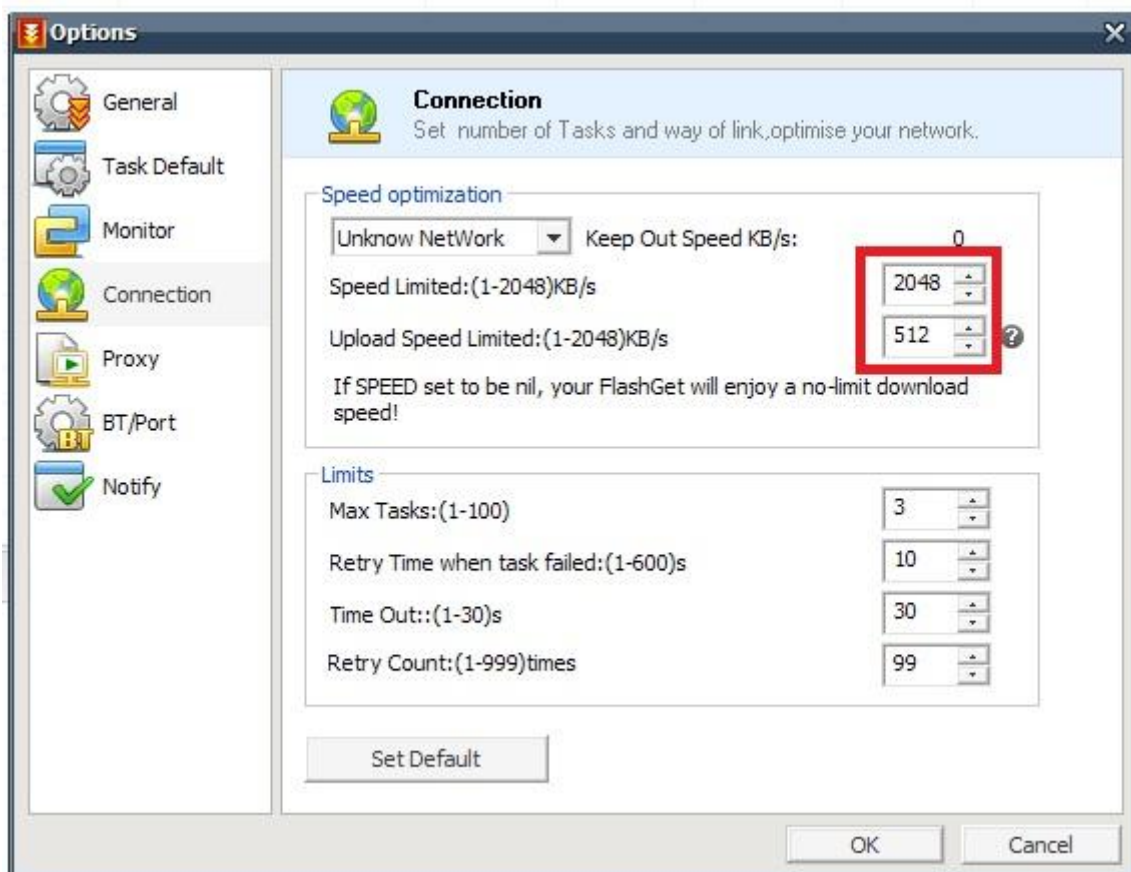 Options
General
Task Default
Monitor
Connection
Proxy
BT/Port
BT
Notify
Connection
Set number of Tasks and way of link,optimise your network.
Speed optimization
Unknow NetWork Keep Out Speed KB/s: 0
Speed Limited:(1-2048)KB/s 2048
Upload Speed Limited:(1-2048)KB/s 512 ?
If SPEED set to be nil, your FlashGet will enjoy a no-limit download
speed!
Limits
Max Tasks:(1-100) 3
Retry Time when task failed:(1-600)s 10
Time Out::(1-30)s 30
Retry Count:(1-999)times 99
Set Default
OK Cancel